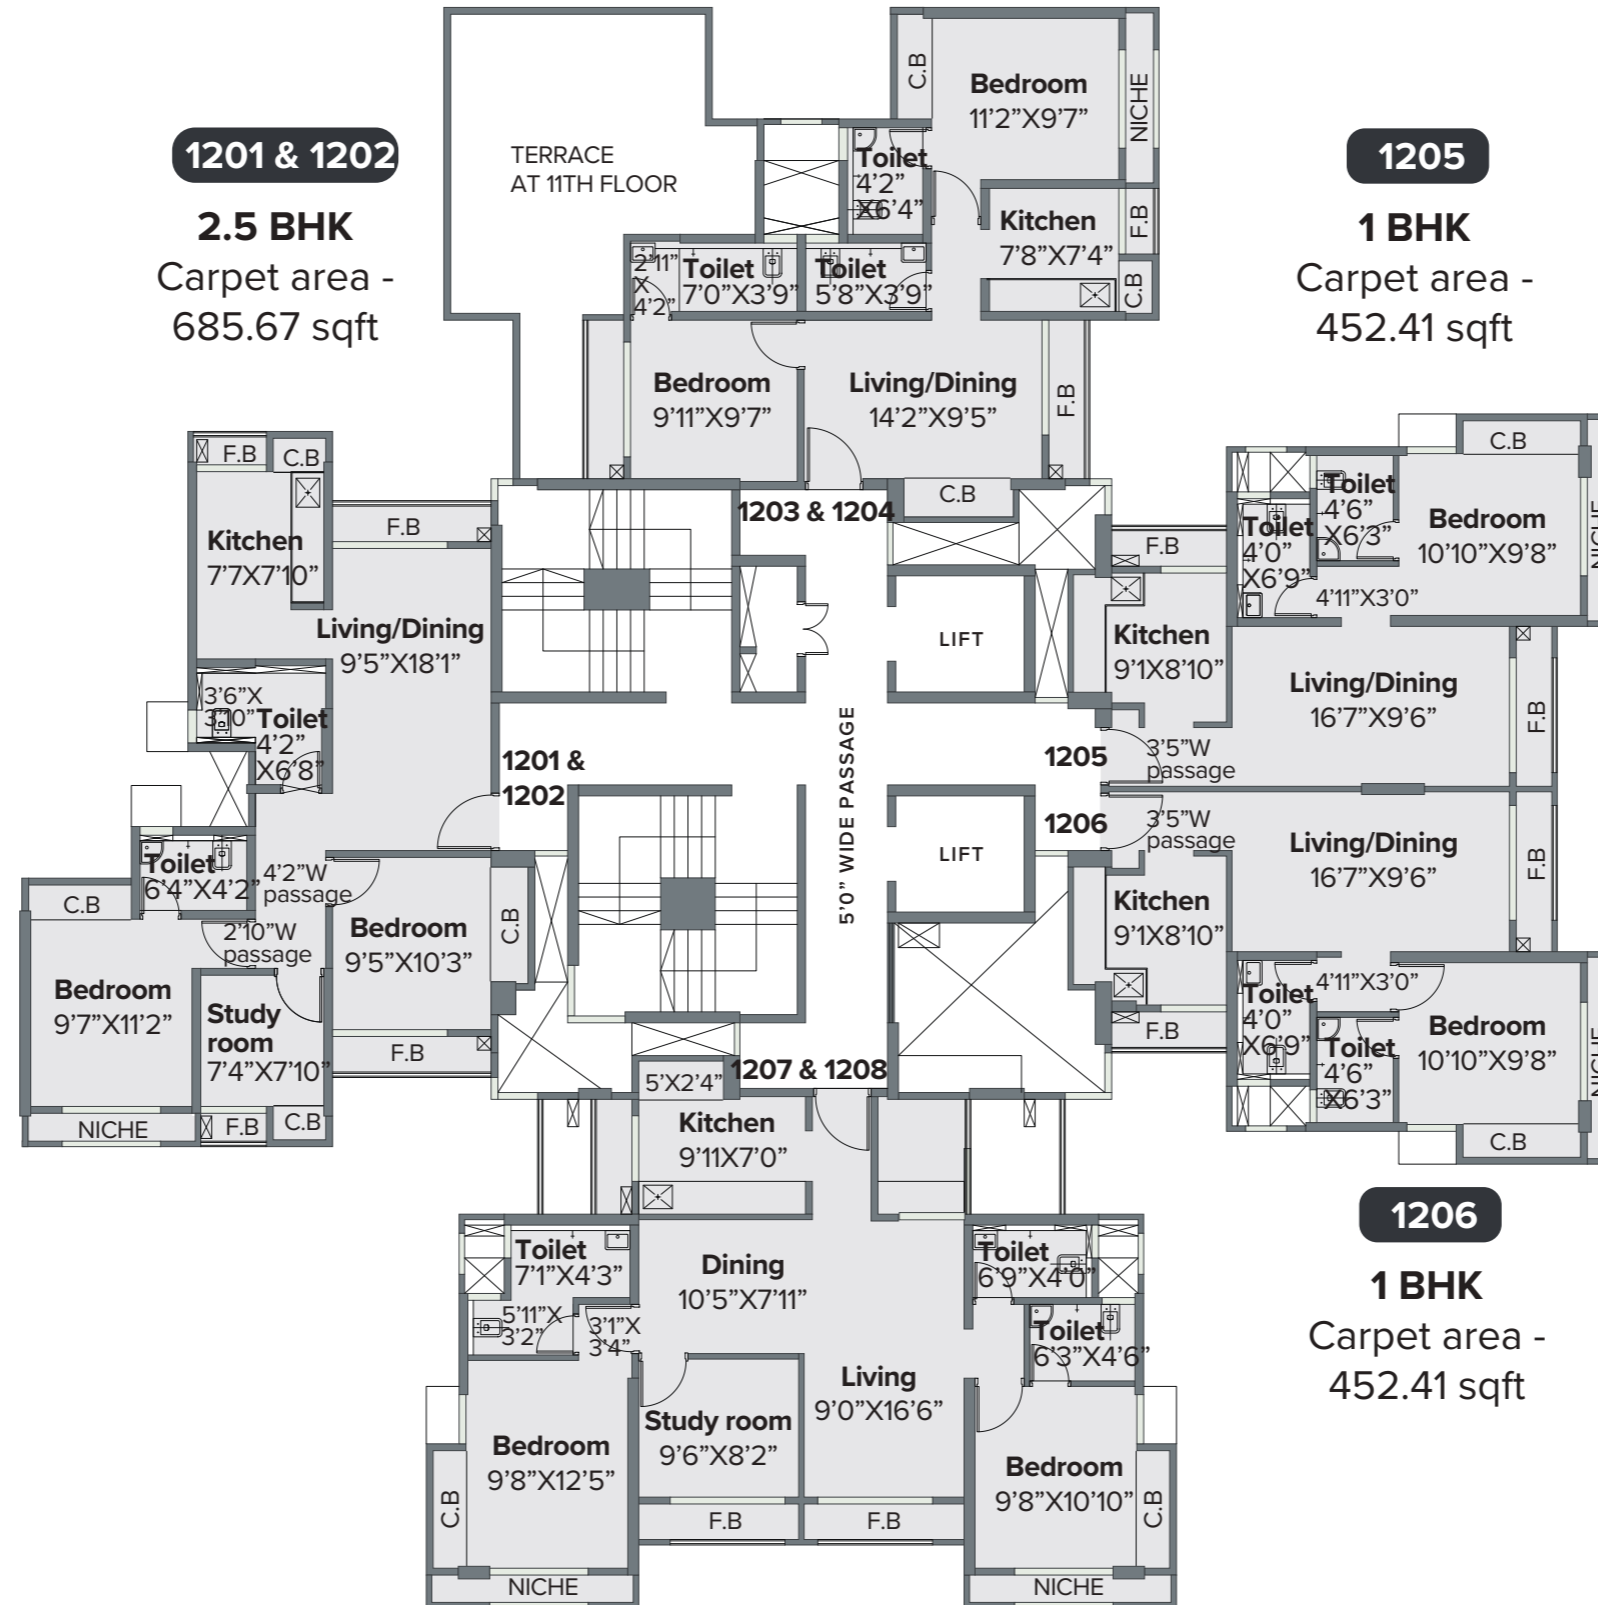 1201 & 1202
2.5 BHK
Carpet area -
685.67 sqft
TERRACE
AT 11TH FLOOR
C.B
Bedroom
11'2”X9'7”
NICHE
Toilet
4'2”
X6'4”
Kitchen
7'8”X7'4”
F.B
C.B
2'11”
X
4'2”
Toilet
7'0”X3'9”
Toilet
5'8”X3'9”
Bedroom
9'11”X9'7”
Living/Dining
14'2”X9'5”
F.B
C.B
1203 & 1204
1205
1 BHK
Carpet area -
452.41 sqft
F.B
C.B
Kitchen
7'7X7'10”
F.B
Living/Dining
9'5”X18'1”
3'6”X
3'10”
Toilet
4'2”
X6'8”
1201 &
1202
Toilet
6'4”X4'2”
4'2”W
passage
C.B
2'10”W
passage
Bedroom
9'5”X10'3”
C.B
Bedroom
9'7”X11'2”
Study
room
7'4”X7'10”
F.B
NICHE
F.B
C.B
LIFT
5'0” WIDE PASSAGE
LIFT
C.B
Toilet
4'6”
X6'3”
Toilet
4'0”
X6'9”
Bedroom
10'10”X9'8”
NICHE
4'11”X3'0”
F.B
Kitchen
9'1X8'10”
Living/Dining
16'7”X9'6”
F.B
1205
3'5”W
passage
1206
3'5”W
passage
Living/Dining
16'7”X9'6”
F.B
Kitchen
9'1X8'10”
F.B
4'11”X3'0”
Toilet
4'0”
X6'9”
Toilet
4'6”
X6'3”
Bedroom
10'10”X9'8”
NICHE
C.B
1207 & 1208
5'X2'4”
Kitchen
9'11X7'0”
Toilet
7'1”X4'3”
5'11”X
3'2”
3'1”X
3'4”
Dining
10'5”X7'11”
Toilet
6'9”X4'0”
Toilet
6'3”X4'6”
Living
9'0”X16'6”
Study room
9'6”X8'2”
Bedroom
9'8”X12'5”
C.B
Bedroom
9'8”X10'10”
C.B
F.B
F.B
NICHE
NICHE
1206
1 BHK
Carpet area -
452.41 sqft